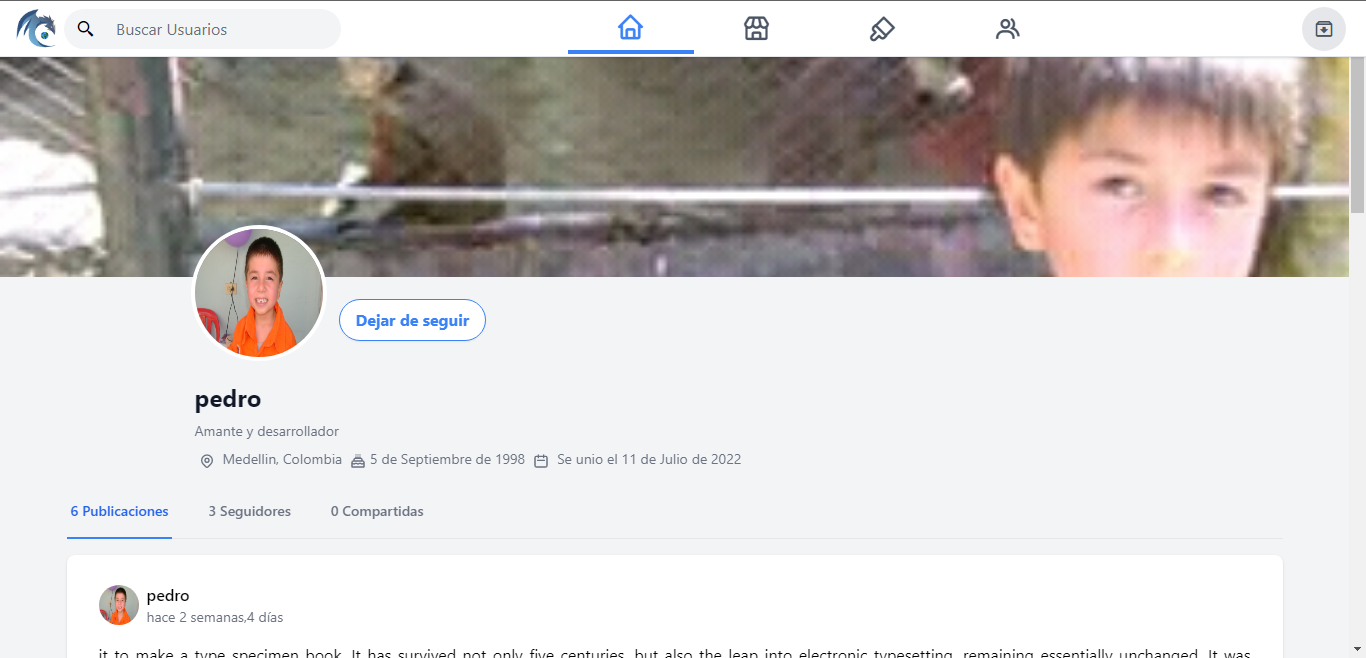 Buscar Usuarios
Dejar de seguir
pedro
Amante y desarrollador
Medellin, Colombia 5 de Septiembre de 1998 Se unio el 11 de Julio de 2022
6 Publicaciones 3 Seguidores 0 Compartidas
pedro
hace 2 semanas,4 días
it to make a type specimen book. It has survived not only five centuries, but also the leap into electronic typesetting, remaining essentially unchanged. It was